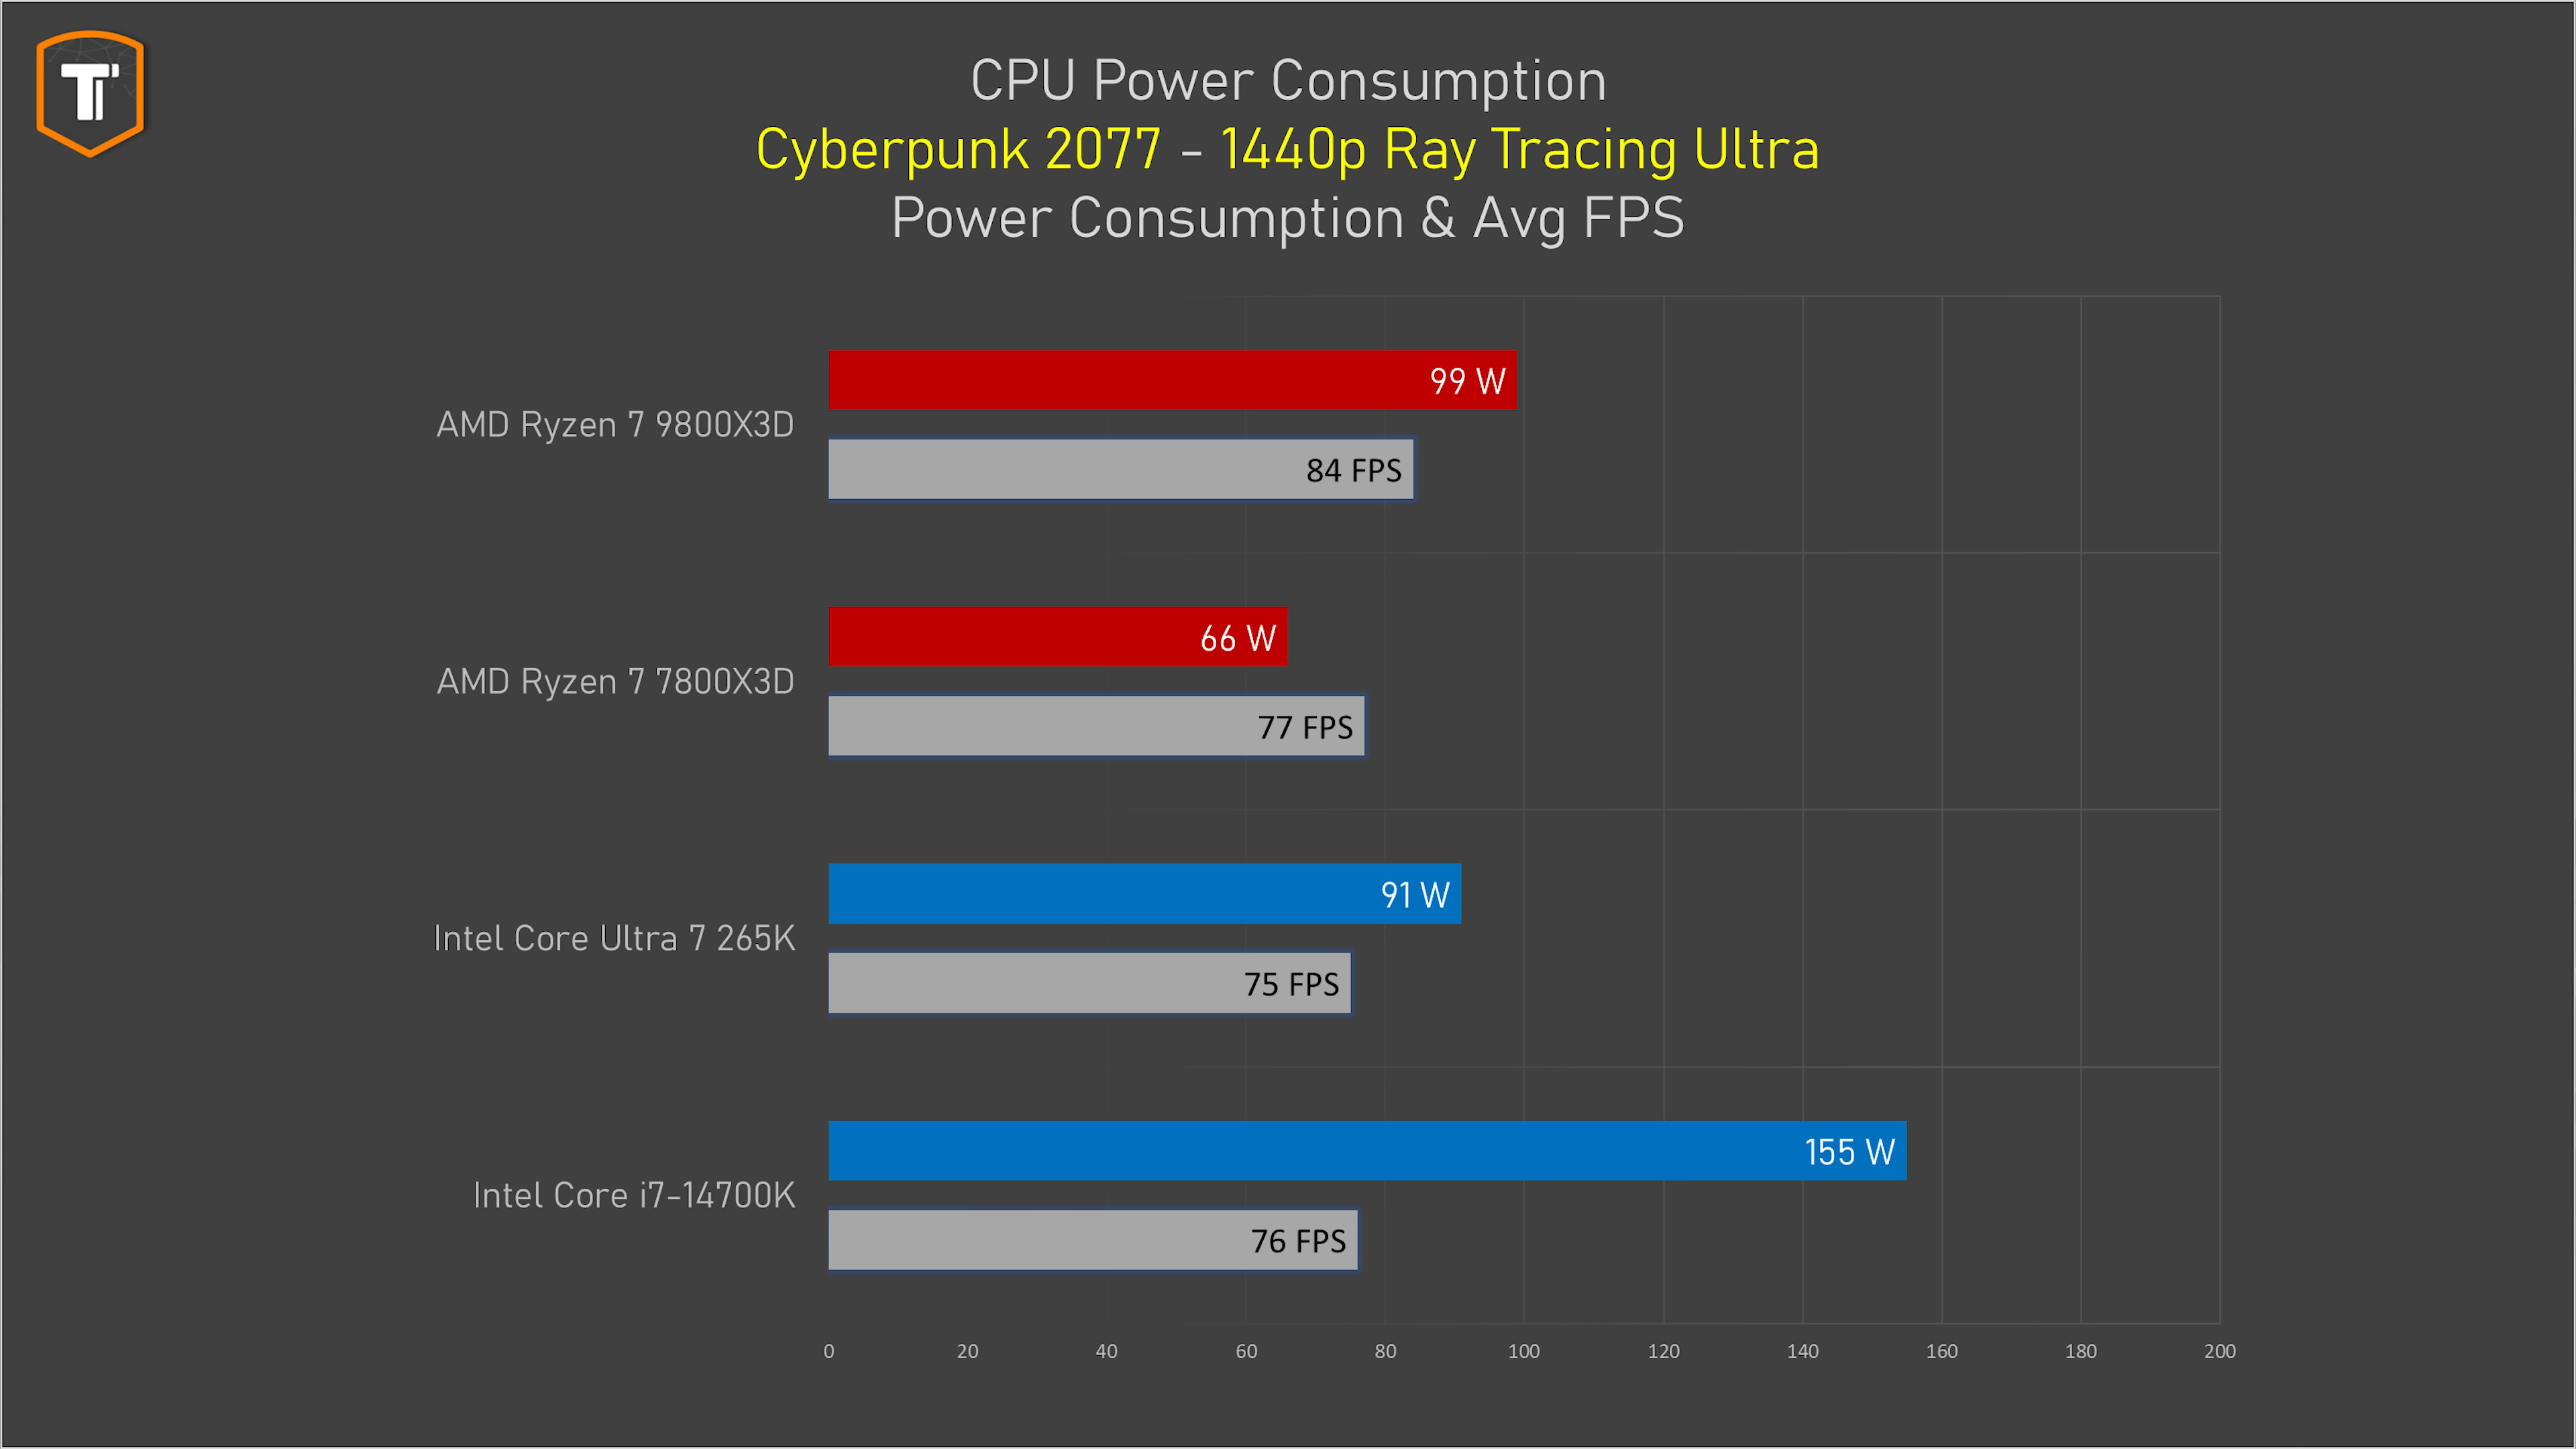 T
CPU Power Consumption
Cyberpunk 2077 - 1440p Ray Tracing Ultra
Power Consumption & Avg FPS
99 W
AMD Ryzen 7 9800X3D
84 FPS
66 W
AMD Ryzen 7 7800X3D
77 FPS
91 W
Intel Core Ultra 7 265K
75 FPS
155 W
Intel Core i7-14700K
76 FPS
0 20 40 60 80 100 120 140 160 180 200